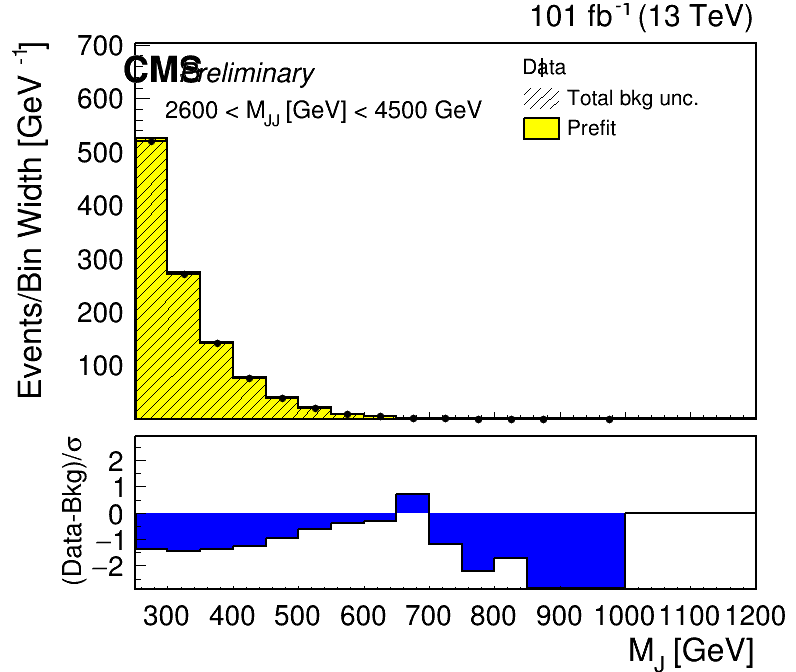 101 fb⁻¹ (13 TeV)
Events/Bin Width [GeV⁻¹]
700
600
500
400
300
200
100
CMS Preliminary
2600 < M_JJ [GeV] < 4500 GeV
Data
Total bkg unc.
Prefit
(Data-Bkg)/σ
2
1
0
−1
−2
300 400 500 600 700 800 900 1000 1100 1200
M_J [GeV]